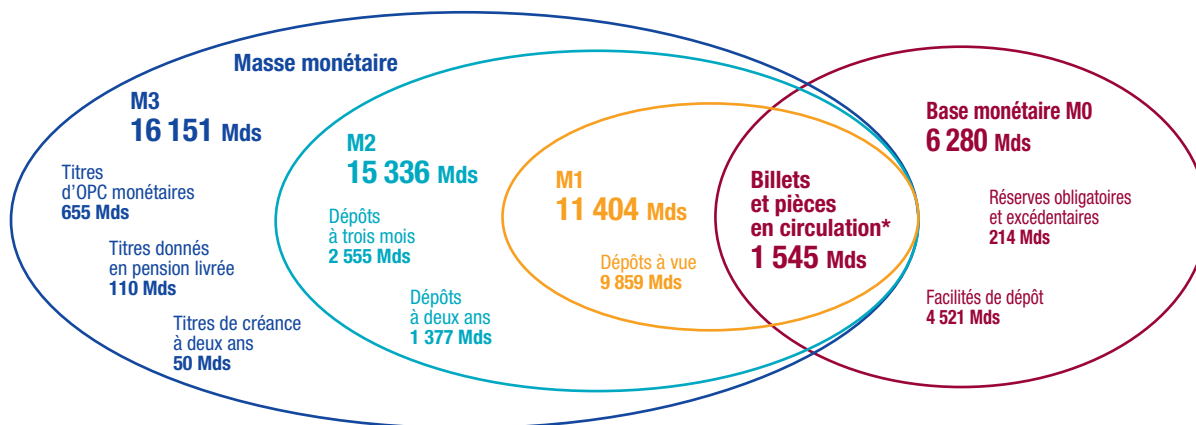 Masse monétaire
M3
16 151 Mds
Titres
d'OPC monétaires
655 Mds
Titres donnés
en pension livrée
110 Mds
Titres de créance
à deux ans
50 Mds
M2
15 336 Mds
Dépôts
à trois mois
2 555 Mds
Dépôts
à deux ans
1 377 Mds
M1
11 404 Mds
Dépôts à vue
9 859 Mds
Billets
et pièces
en circulation*
1 545 Mds
Base monétaire M0
6 280 Mds
Réserves obligatoires
et excédentaires
214 Mds
Facilités de dépôt
4 521 Mds